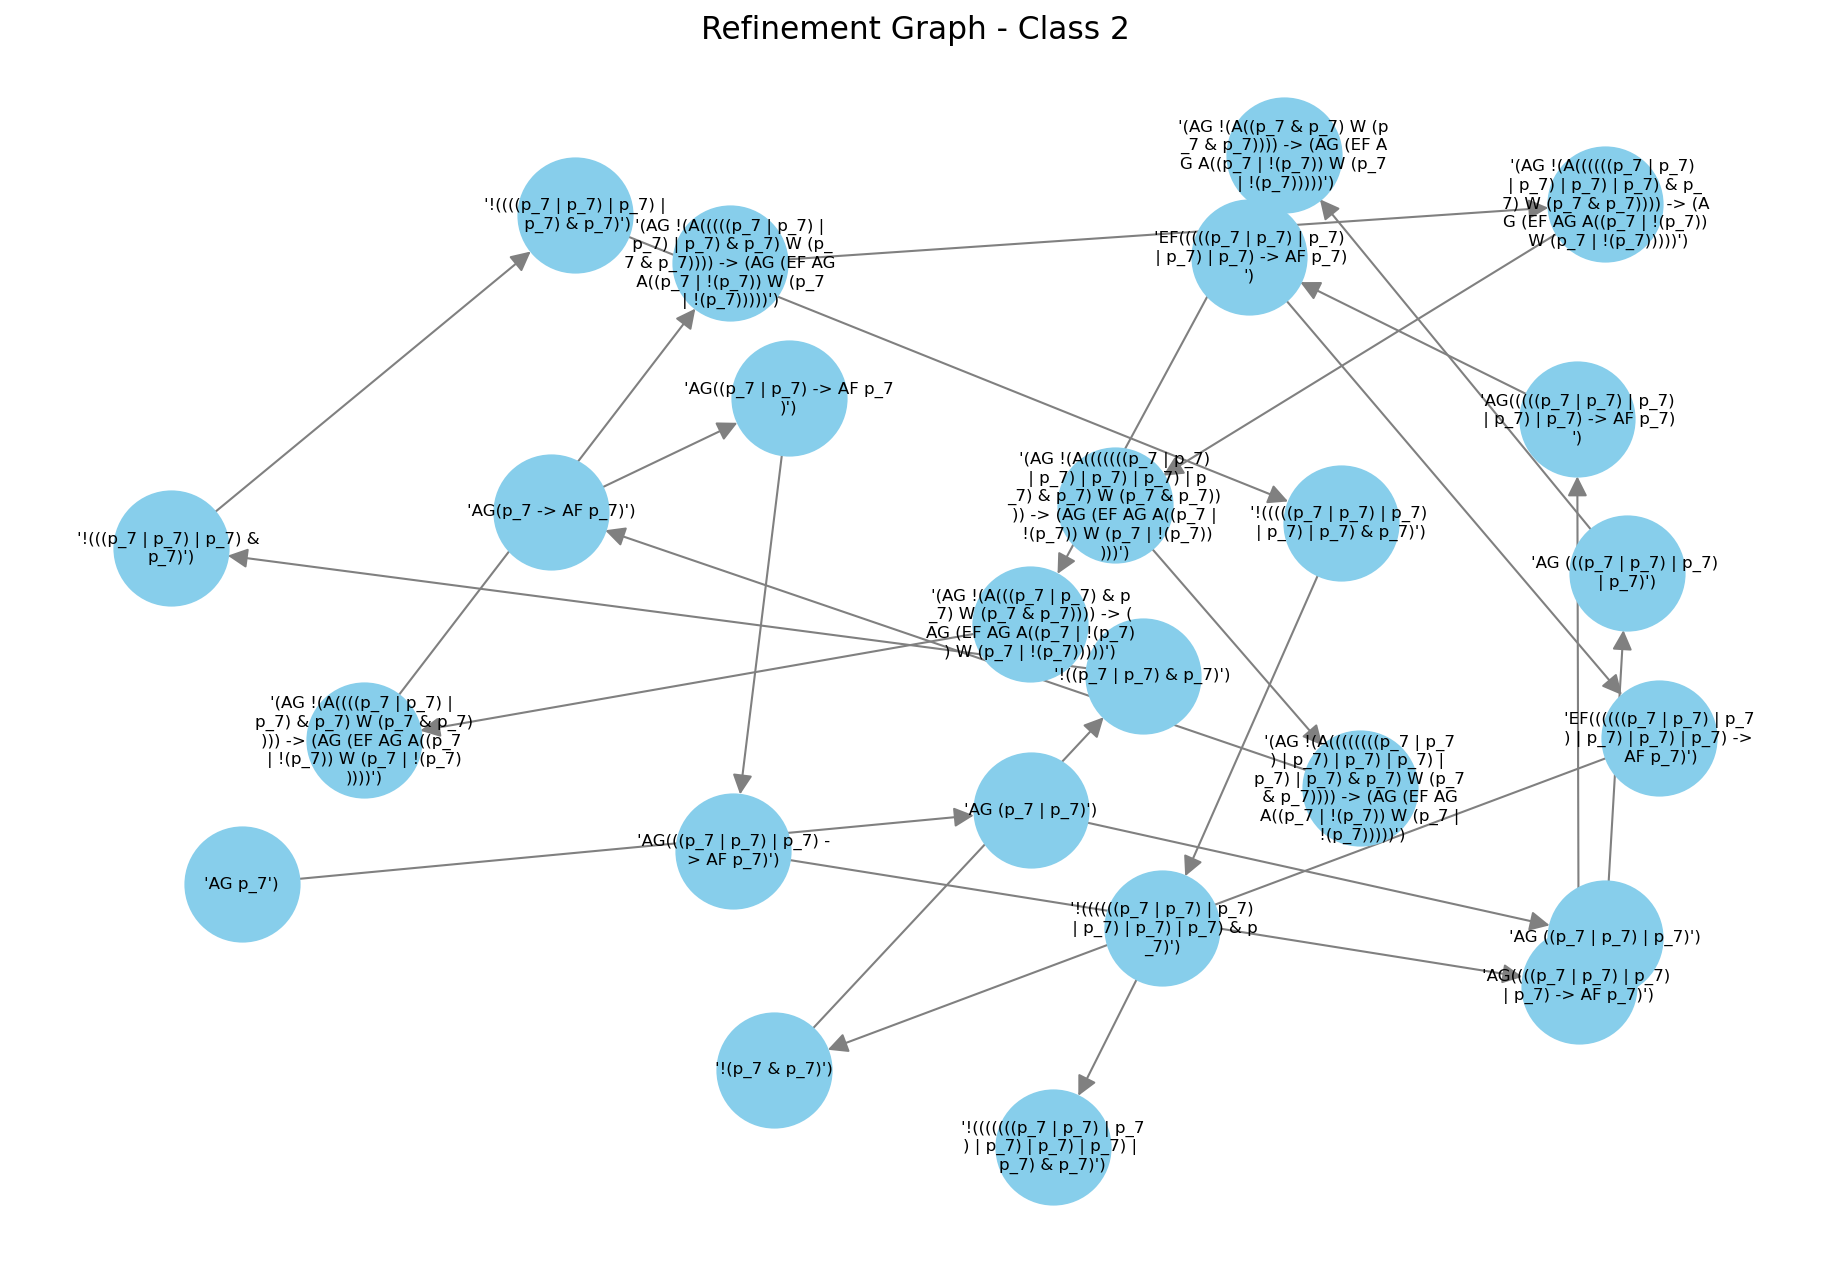 Refinement Graph - Class 2
'(AG !(A((p_7 & p_7) W (p
_7 & p_7)))) -> (AG (EF A
G A((p_7 | !(p_7)) W (p_7
| !(p_7)))))')
'(AG !(A((((((p_7 | p_7)
| p_7) | p_7) | p_7) & p_
7) W (p_7 & p_7)))) -> (A
G (EF AG A((p_7 | !(p_7))
W (p_7 | !(p_7)))))')
'!((((p_7 | p_7) | p_7) |
p_7) & p_7)')
'(AG !(A(((((p_7 | p_7) |
p_7) | p_7) & p_7) W (p_
7 & p_7)))) -> (AG (EF AG
A((p_7 | !(p_7)) W (p_7
| !(p_7)))))')
'EF(((((p_7 | p_7) | p_7)
| p_7) | p_7) -> AF p_7)
')
'AG((p_7 | p_7) -> AF p_7
)')
'AG(((((p_7 | p_7) | p_7)
| p_7) | p_7) -> AF p_7)
')
'(AG !(A(((((((p_7 | p_7)
| p_7) | p_7) | p_7) | p
_7) & p_7) W (p_7 & p_7))
)) -> (AG (EF AG A((p_7 |
!(p_7)) W (p_7 | !(p_7))
)))')
'AG(p_7 -> AF p_7)')
'!(((((p_7 | p_7) | p_7)
| p_7) | p_7) & p_7)')
'!(((p_7 | p_7) | p_7) &
p_7)')
'AG (((p_7 | p_7) | p_7)
| p_7)')
'(AG !(A(((p_7 | p_7) & p
_7) W (p_7 & p_7)))) -> (
AG (EF AG A((p_7 | !(p_7)
) W (p_7 | !(p_7)))))')
'!((p_7 | p_7) & p_7)')
'(AG !(A((((p_7 | p_7) |
p_7) & p_7) W (p_7 & p_7)
))) -> (AG (EF AG A((p_7
| !(p_7)) W (p_7 | !(p_7)
))))')
'EF((((((p_7 | p_7) | p_7
) | p_7) | p_7) | p_7) ->
AF p_7)')
'(AG !(A((((((((p_7 | p_7
) | p_7) | p_7) | p_7) |
p_7) | p_7) & p_7) W (p_7
& p_7)))) -> (AG (EF AG
A((p_7 | !(p_7)) W (p_7 |
!(p_7)))))')
'AG (p_7 | p_7)')
'AG(((p_7 | p_7) | p_7) -
> AF p_7)')
'AG p_7')
'!((((((p_7 | p_7) | p_7)
| p_7) | p_7) | p_7) & p
_7)')
'AG ((p_7 | p_7) | p_7)')
'AG((((p_7 | p_7) | p_7)
| p_7) -> AF p_7)')
'!(p_7 & p_7)')
'!(((((((p_7 | p_7) | p_7
) | p_7) | p_7) | p_7) |
p_7) & p_7)')